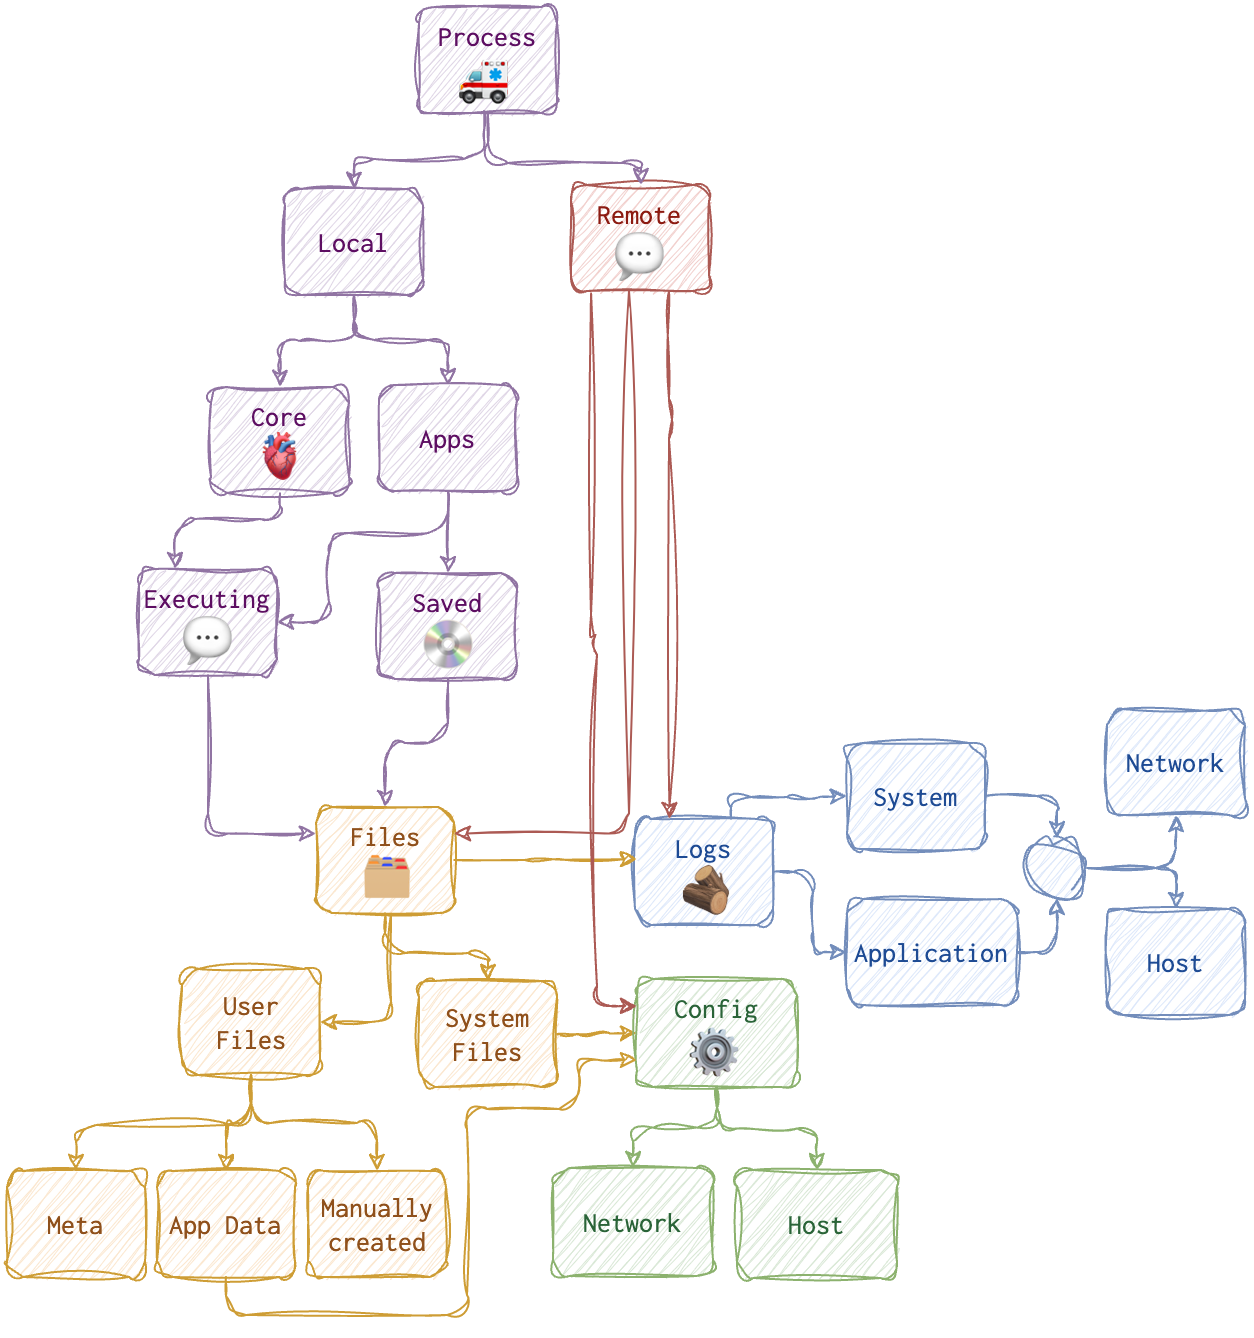 Process
Local
Remote
Core
Apps
Executing
Saved
Files
Logs
System
Network
Application
Host
User
Files
System
Files
Config
Meta
App Data
Manually
created
Network
Host